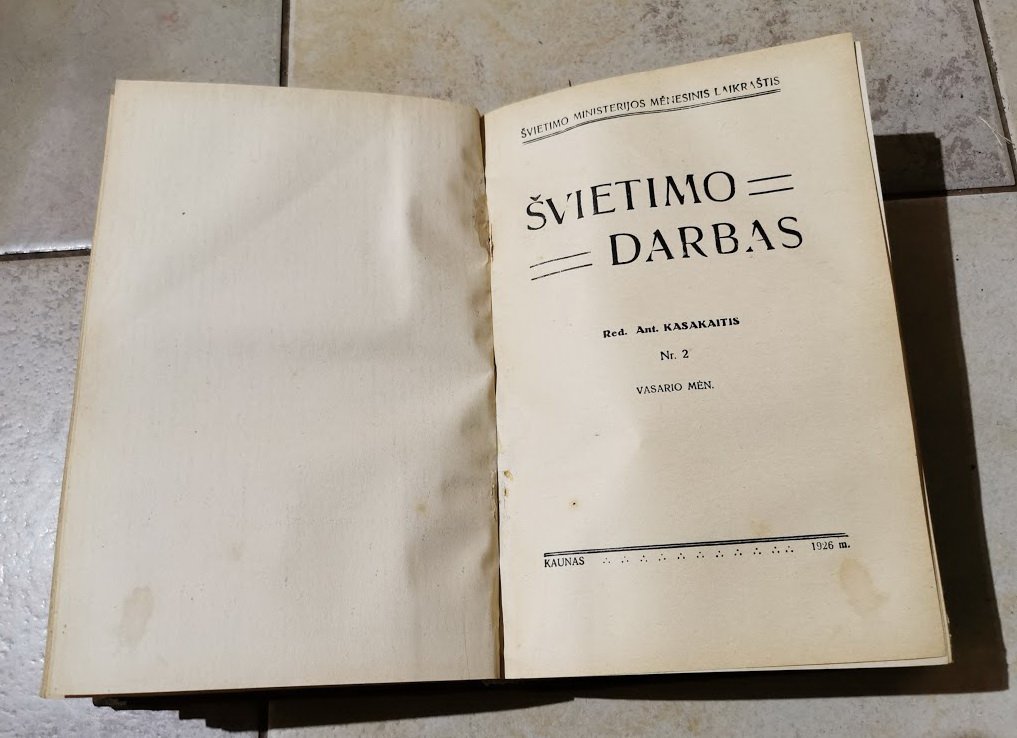 ŠVIETIMO MINISTERIJOS MĖNESINIS LAIKRAŠTIS
ŠVIETIMO
DARBAS
Red. Ant. KASAKAITIS
Nr. 2
VASARIO MĖN.
KAUNAS 1926 m.